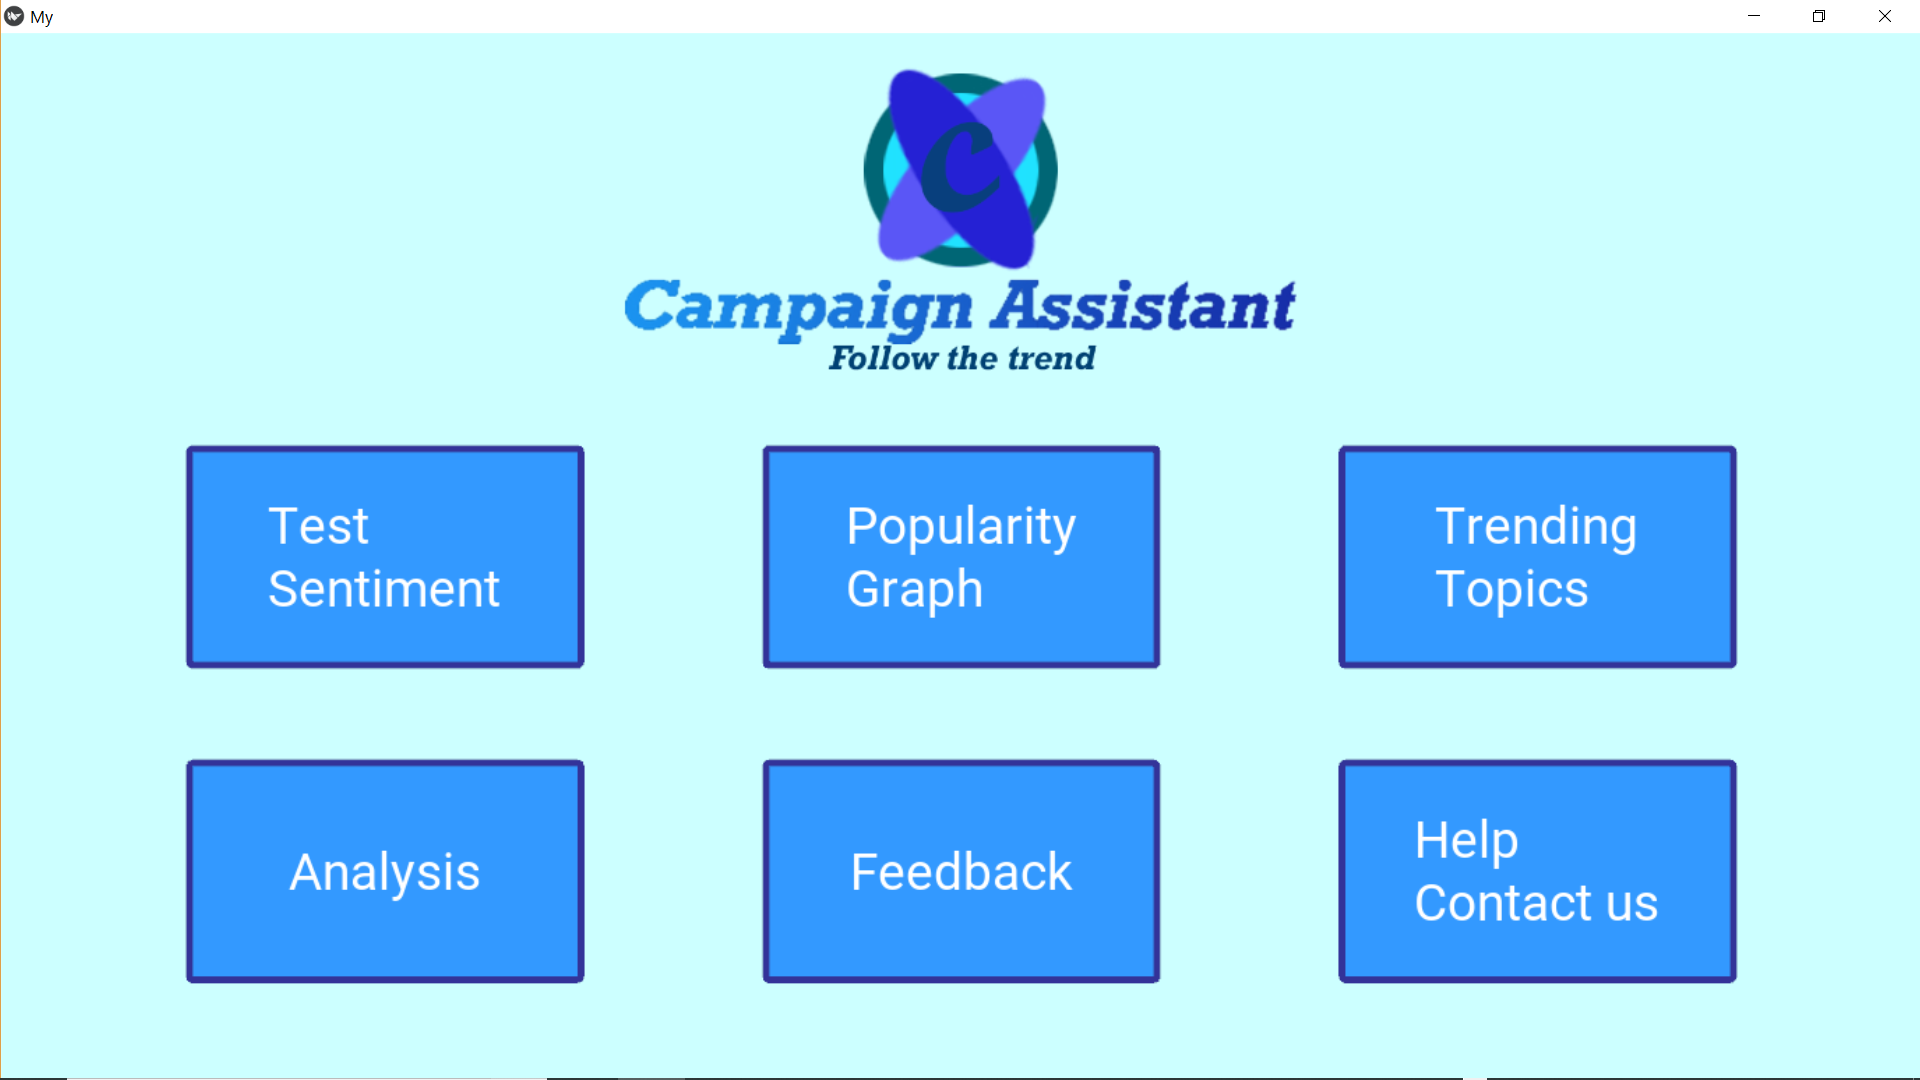 My
C
Campaign Assistant
Follow the trend
Test
Sentiment
Popularity
Graph
Trending
Topics
Analysis
Feedback
Help
Contact us